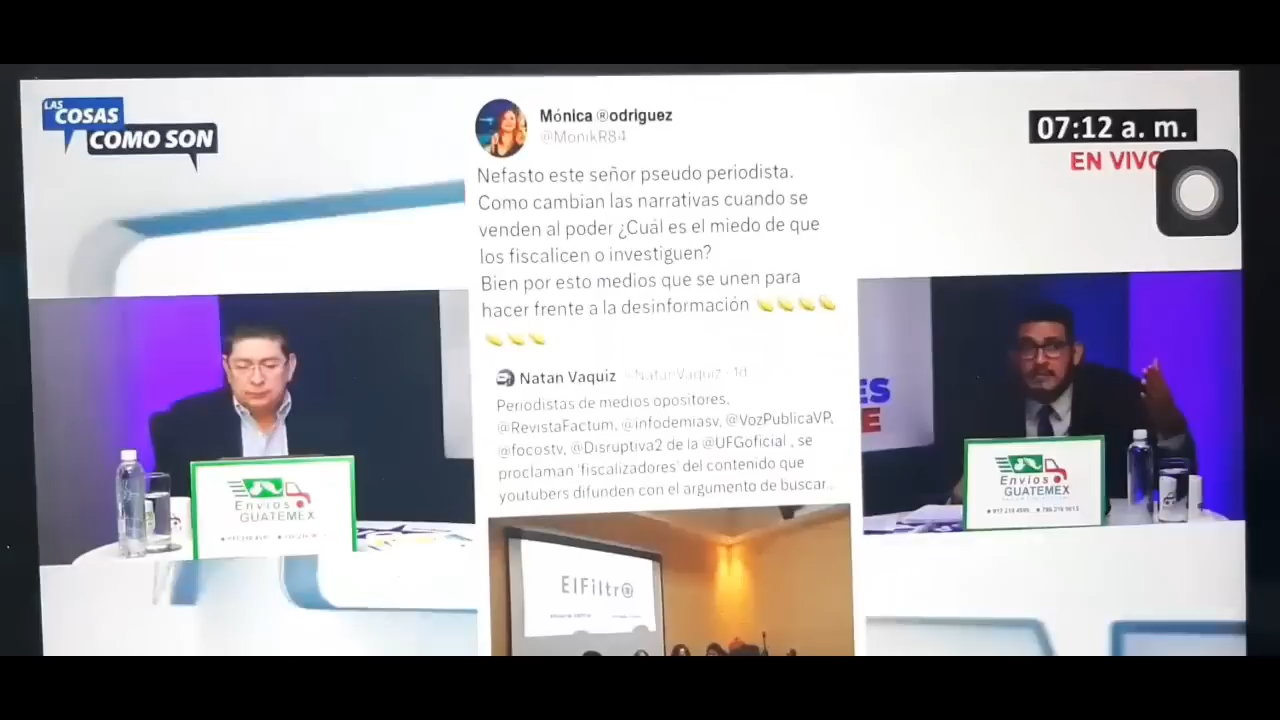 LAS
COSAS
COMO SON
Mónica ®odriguez
@MonikR84
07:12 a. m.
EN VIVO
Nefasto este señor pseudo periodista.
Como cambian las narrativas cuando se
venden al poder ¿Cuál es el miedo de que
los fiscalicen o investiguen?
Bien por esto medios que se unen para
hacer frente a la desinformación
Natan Vaquiz @NatanVaquiz · 1d
Periodistas de medios opositores,
@RevistaFactum, @infodemiasv, @VozPublicaVP,
@focostv, @Disruptiva2 de la @UFGoficial , se
proclaman 'fiscalizadores' del contenido que
youtubers difunden con el argumento de buscar...
ElFiltr®
Envios
GUATEMEX
ES
E
Envios
GUATEMEX